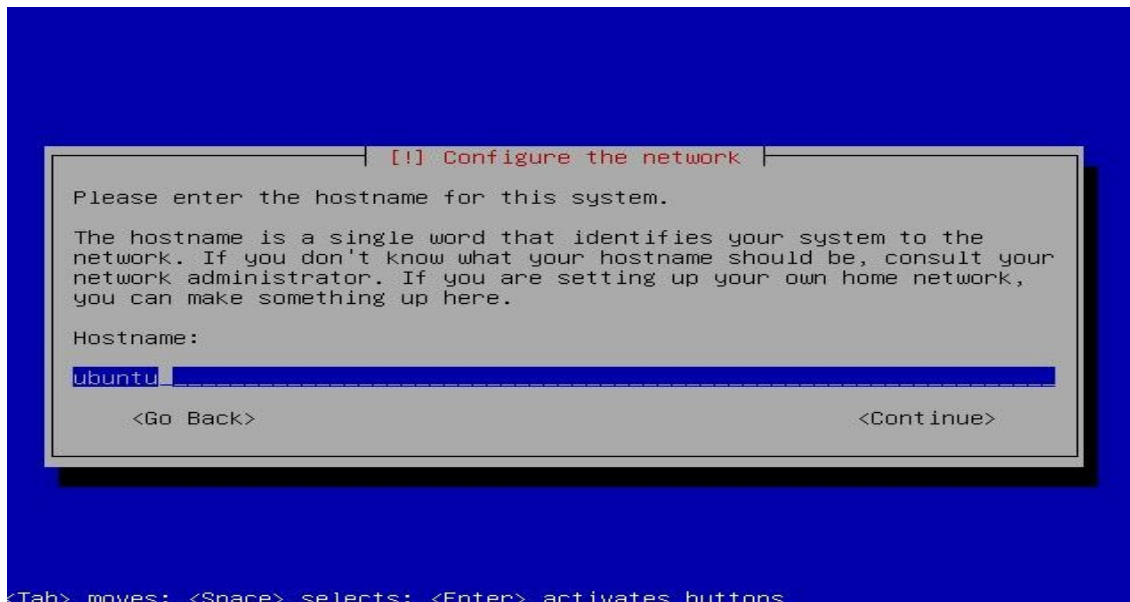 [!] Configure the network
Please enter the hostname for this system.
The hostname is a single word that identifies your system to the
network. If you don't know what your hostname should be, consult your
network administrator. If you are setting up your own home network,
you can make something up here.
Hostname:
ubuntu
<Go Back> <Continue>
<Tab> moves; <Space> selects; <Enter> activates buttons